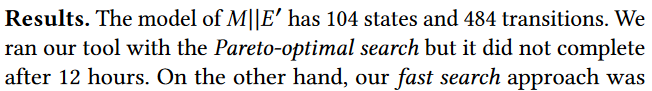 Results. The model of M||E′ has 104 states and 484 transitions. We
ran our tool with the Pareto-optimal search but it did not complete
after 12 hours. On the other hand, our fast search approach was